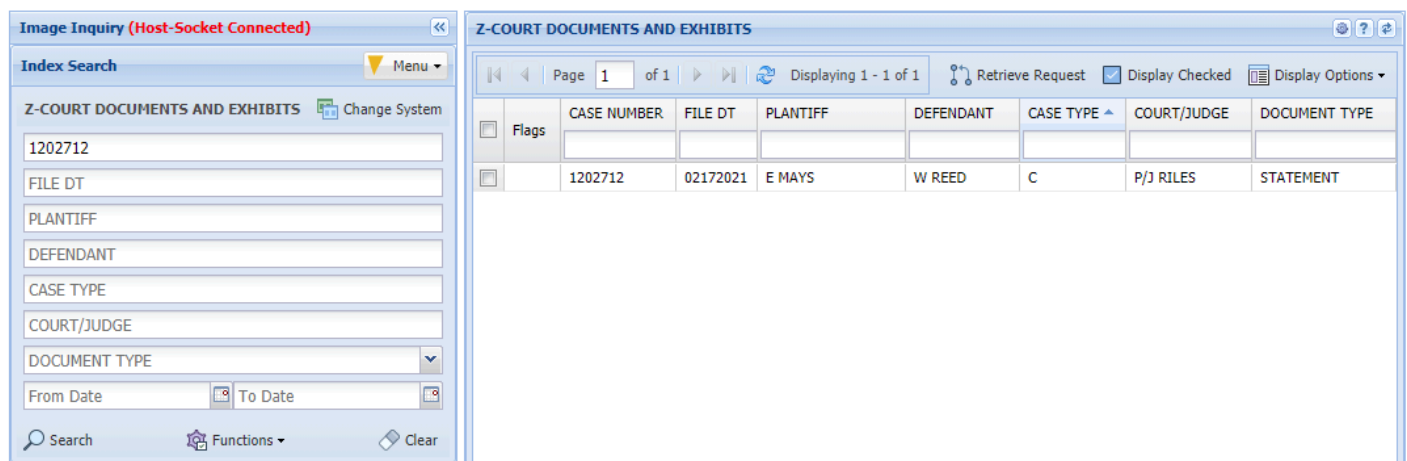 Image Inquiry (Host-Socket Connected)
Index Search
Menu
Z-COURT DOCUMENTS AND EXHIBITS
Change System
1202712
FILE DT
PLANTIFF
DEFENDANT
CASE TYPE
COURT/JUDGE
DOCUMENT TYPE
From Date
To Date
Search
Functions
Clear
Z-COURT DOCUMENTS AND EXHIBITS
?
Page 1 of 1
Displaying 1 - 1 of 1
Retrieve Request
Display Checked
Display Options
Flags
CASE NUMBER
FILE DT
PLANTIFF
DEFENDANT
CASE TYPE
COURT/JUDGE
DOCUMENT TYPE
1202712
02172021
E MAYS
W REED
C
P/J RILES
STATEMENT